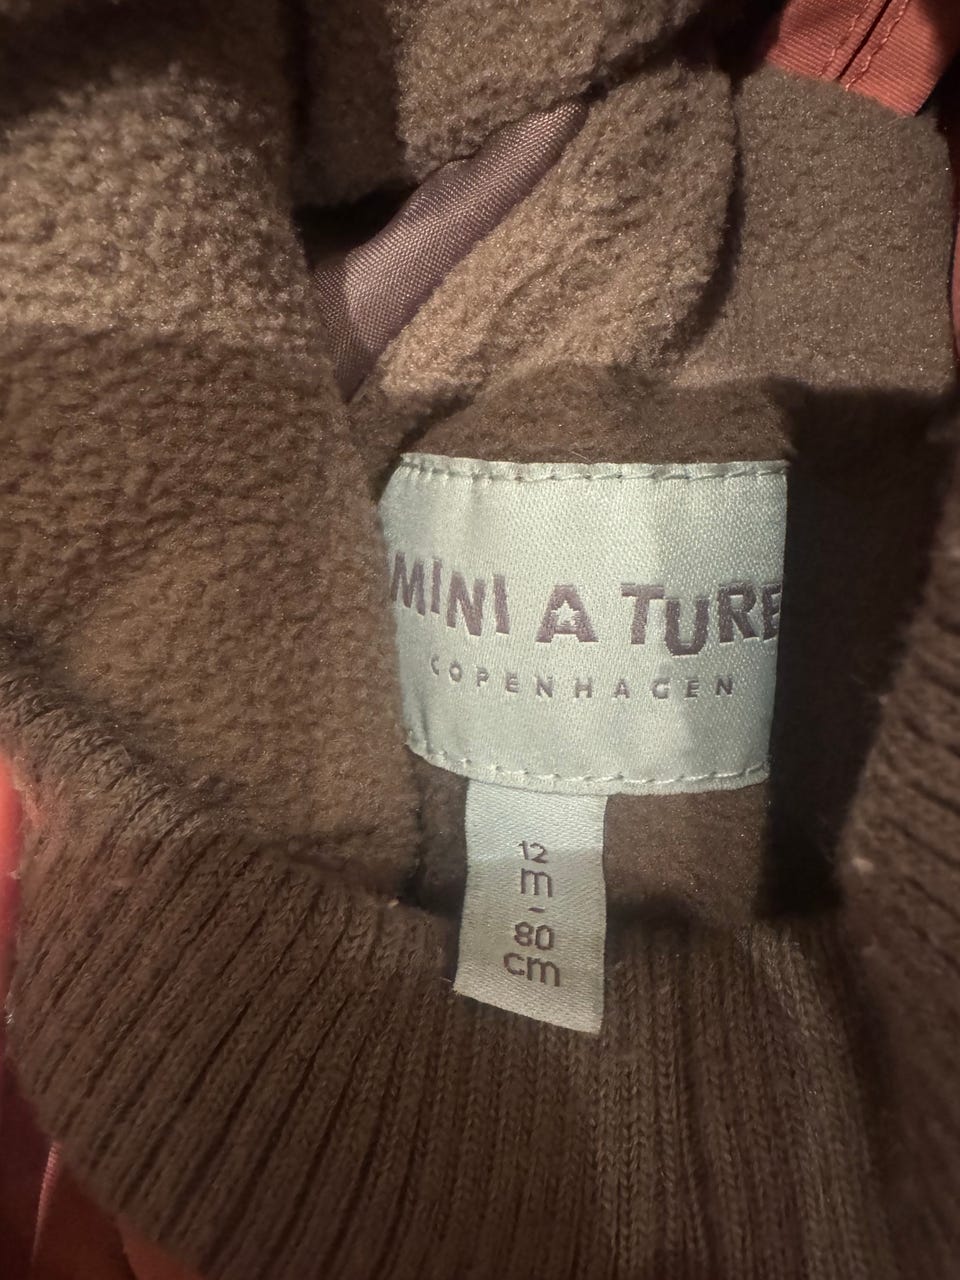 MINI A TURE
COPENHAGEN
12
m
-
80
cm